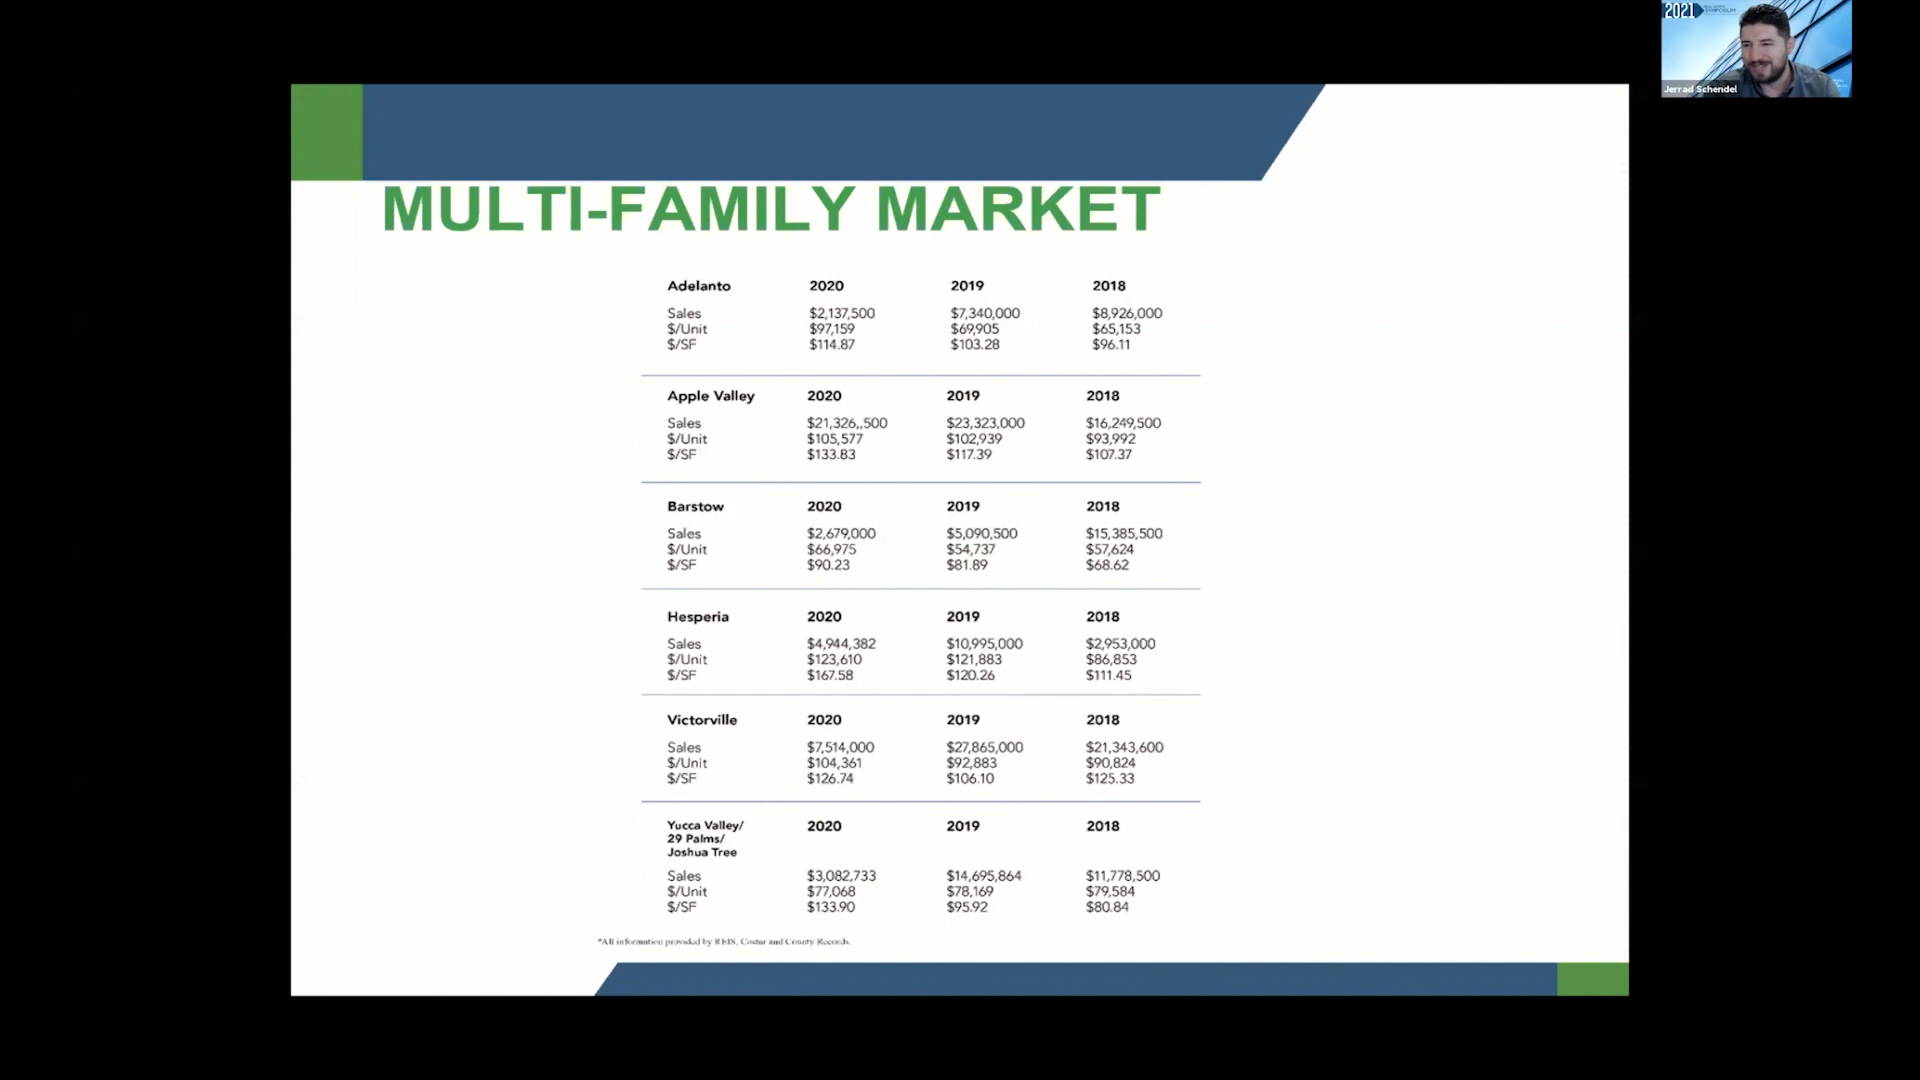 2021
SYMPOSIUM
Jerrad Schendel
MULTI-FAMILY MARKET
Adelanto 2020 2019 2018
Sales $2,137,500 $7,340,000 $8,926,000
$/Unit $97,159 $69,905 $65,153
$/SF $114.87 $103.28 $96.11
Apple Valley 2020 2019 2018
Sales $21,326,,500 $23,323,000 $16,249,500
$/Unit $105,577 $102,939 $93,992
$/SF $133.83 $117.39 $107.37
Barstow 2020 2019 2018
Sales $2,679,000 $5,090,500 $15,385,500
$/Unit $66,975 $54,737 $57,624
$/SF $90.23 $81.89 $68.62
Hesperia 2020 2019 2018
Sales $4,944,382 $10,995,000 $2,953,000
$/Unit $123,610 $121,883 $86,853
$/SF $167.58 $120.26 $111.45
Victorville 2020 2019 2018
Sales $7,514,000 $27,865,000 $21,343,600
$/Unit $104,361 $92,883 $90,824
$/SF $126.74 $106.10 $125.33
Yucca Valley/ 2020 2019 2018
29 Palms/
Joshua Tree
Sales $3,082,733 $14,695,864 $11,778,500
$/Unit $77,068 $78,169 $79,584
$/SF $133.90 $95.92 $80.84
*All information provided by REIS, Costar and County Records.